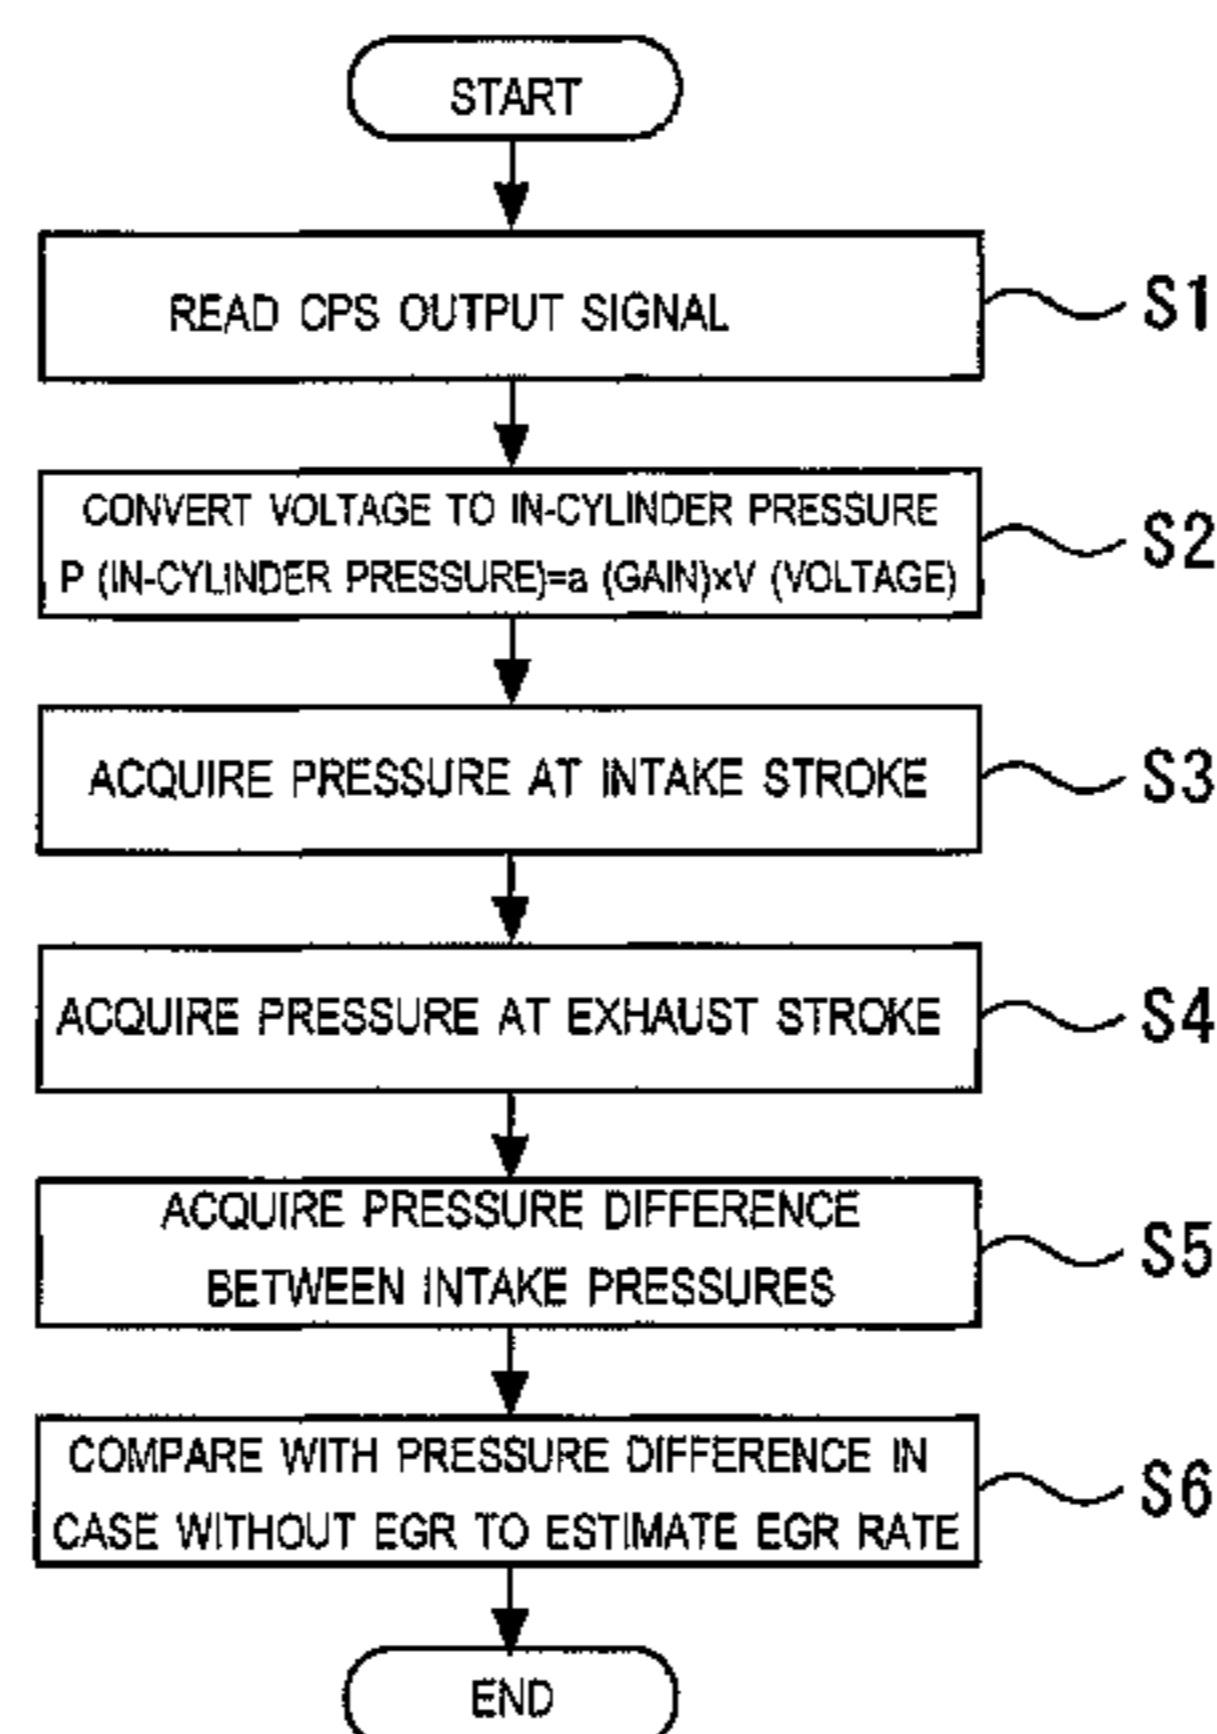 START
READ CPS OUTPUT SIGNAL
S1
CONVERT VOLTAGE TO IN-CYLINDER PRESSURE
P (IN-CYLINDER PRESSURE)=a (GAIN)×V (VOLTAGE)
S2
ACQUIRE PRESSURE AT INTAKE STROKE
S3
ACQUIRE PRESSURE AT EXHAUST STROKE
S4
ACQUIRE PRESSURE DIFFERENCE
BETWEEN INTAKE PRESSURES
S5
COMPARE WITH PRESSURE DIFFERENCE IN
CASE WITHOUT EGR TO ESTIMATE EGR RATE
S6
END